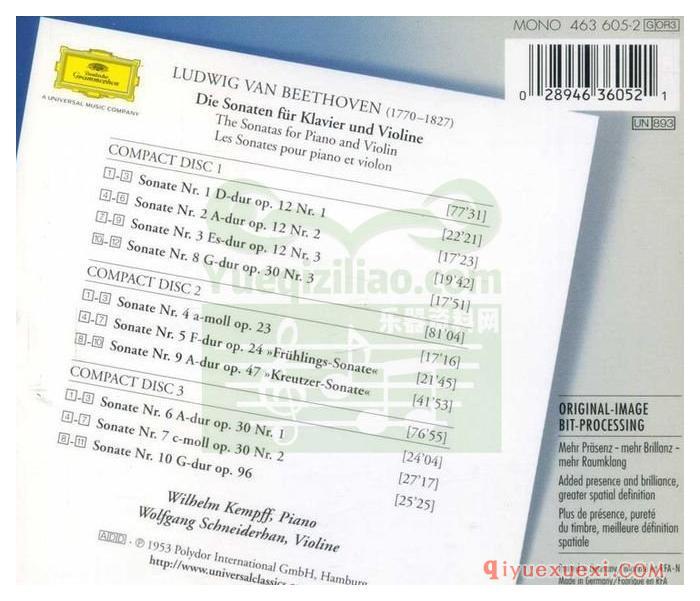 MONO 463 605-2 GOR3
0 28946 36052 1
UN 893
Deutsche Grammophon
A UNIVERSAL MUSIC COMPANY
LUDWIG VAN BEETHOVEN (1770–1827)
Die Sonaten für Klavier und Violine
The Sonatas for Piano and Violin
Les Sonates pour piano et violon
COMPACT DISC 1 [77'31]
1-3 Sonate Nr. 1 D-dur op. 12 Nr. 1 [22'21]
4-6 Sonate Nr. 2 A-dur op. 12 Nr. 2 [17'23]
7-9 Sonate Nr. 3 Es-dur op. 12 Nr. 3 [19'42]
10-12 Sonate Nr. 8 G-dur op. 30 Nr. 3 [17'51]
COMPACT DISC 2 [81'04]
1-3 Sonate Nr. 4 a-moll op. 23 [17'16]
4-7 Sonate Nr. 5 F-dur op. 24 »Frühlings-Sonate« [21'45]
8-10 Sonate Nr. 9 A-dur op. 47 »Kreutzer-Sonate« [41'53]
COMPACT DISC 3 [76'55]
1-3 Sonate Nr. 6 A-dur op. 30 Nr. 1 [24'04]
4-7 Sonate Nr. 7 c-moll op. 30 Nr. 2 [27'17]
8-11 Sonate Nr. 10 G-dur op. 96 [25'25]
Wilhelm Kempff, Piano
Wolfgang Schneiderhan, Violine
ADD ℗ 1953 Polydor International GmbH, Hamburg
http://www.universalclassics.
ORIGINAL-IMAGE
BIT-PROCESSING
Mehr Präsenz – mehr Brillanz –
mehr Raumklang
Added presence and brilliance,
greater spatial definition
Plus de présence, pureté
du timbre, meilleure définition
spatiale
Made in Germany / Fabriqué en RFA
Yueqiziliao.com
乐器资料网
qiyuexuexi.com